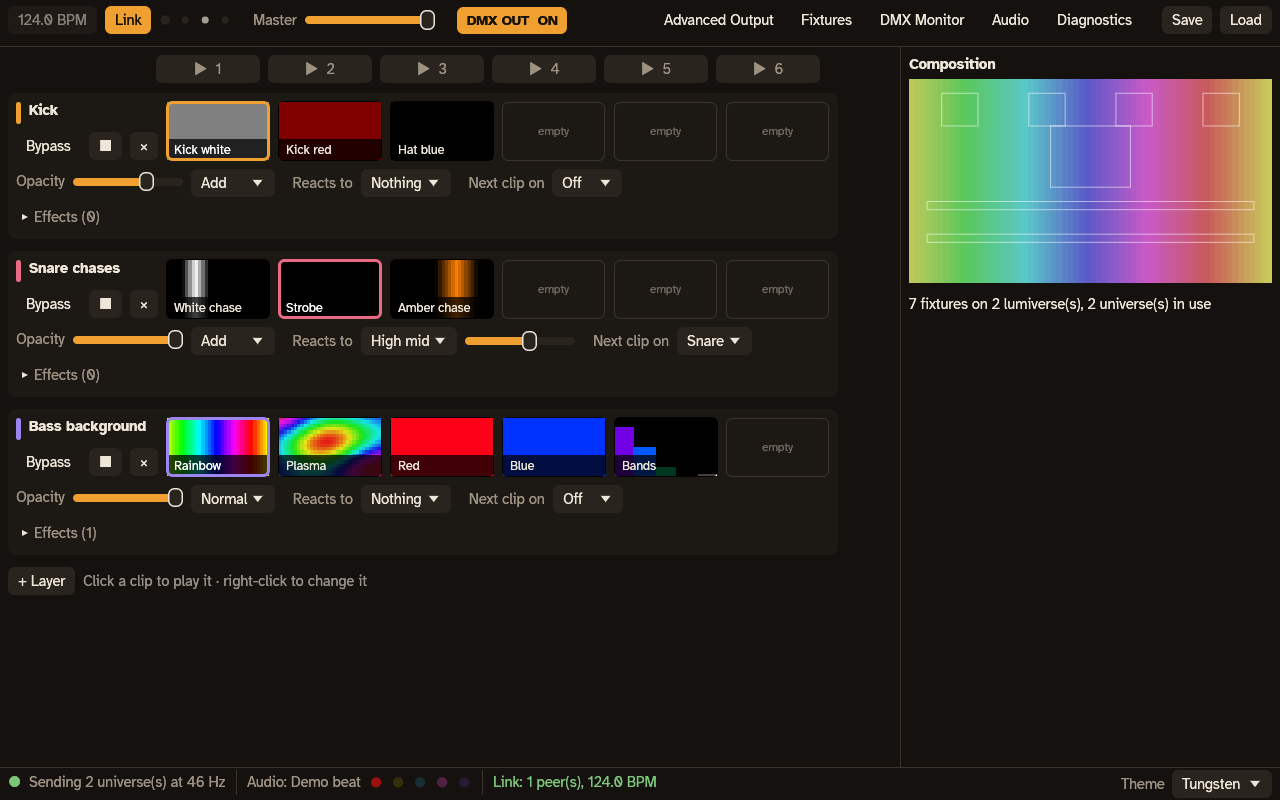 124.0 BPM Link Master DMX OUT ON Advanced Output Fixtures DMX Monitor Audio Diagnostics Save Load
1 2 3 4 5 6
Composition
Kick
Bypass × Kick white Kick red Hat blue empty empty empty
Opacity Add Reacts to Nothing Next clip on Off
Effects (0)
Snare chases
Bypass × White chase Strobe Amber chase empty empty empty
7 fixtures on 2 lumiverse(s), 2 universe(s) in use
Opacity Add Reacts to High mid Next clip on Snare
Effects (0)
Bass background
Bypass × Rainbow Plasma Red Blue Bands empty
Opacity Normal Reacts to Nothing Next clip on Off
Effects (1)
+ Layer Click a clip to play it · right-click to change it
Sending 2 universe(s) at 46 Hz Audio: Demo beat Link: 1 peer(s), 124.0 BPM Theme Tungsten